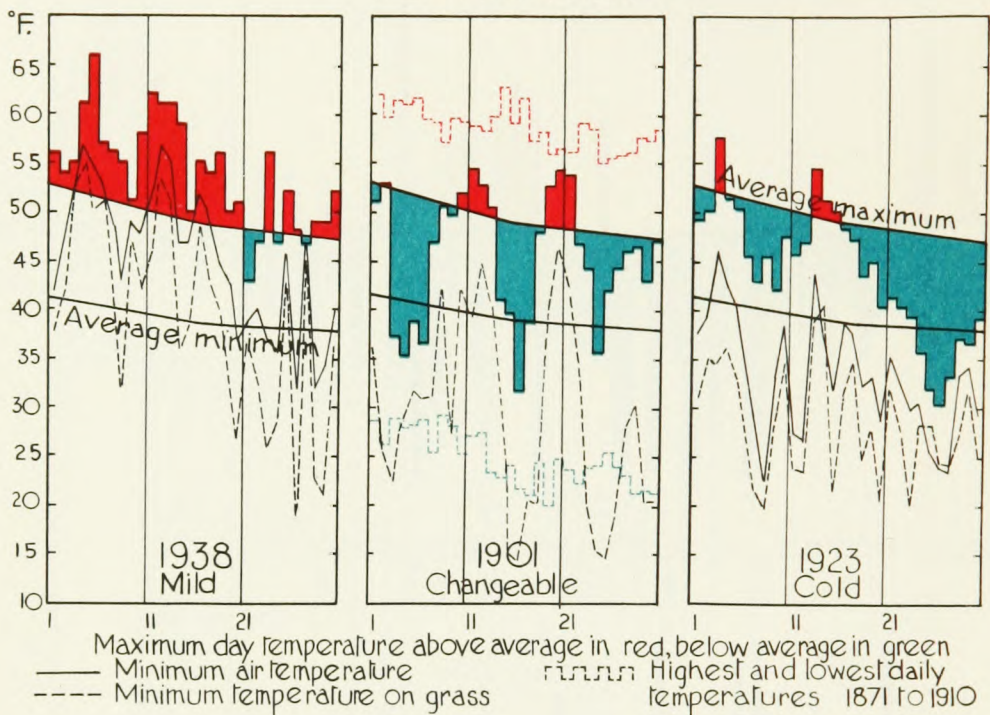 °F.
65
60
55
50
45
40
35
30
25
20
15
10
Average maximum
Average minimum
1938
Mild
1901
Changeable
1923
Cold
1 11 21 1 11 21 1 11 21
Maximum day temperature above average in red, below average in green
Minimum air temperature
Minimum temperature on grass
Highest and lowest daily
temperatures 1871 to 1910